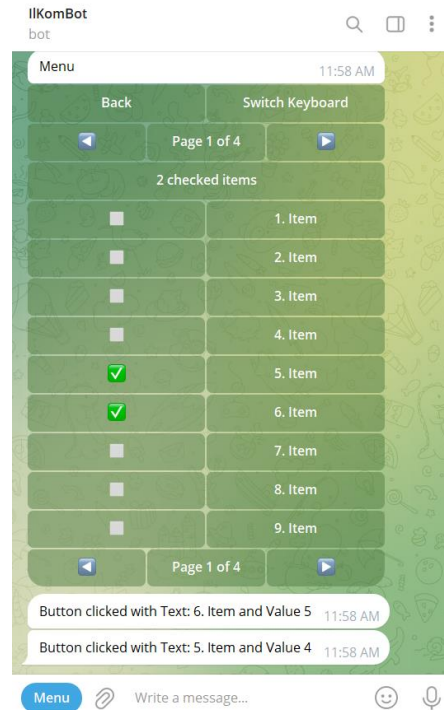 IlKomBot
bot
Menu
11:58 AM
Back Switch Keyboard
Page 1 of 4
2 checked items
1. Item
2. Item
3. Item
4. Item
5. Item
6. Item
7. Item
8. Item
9. Item
Page 1 of 4
Button clicked with Text: 6. Item and Value 5 11:58 AM
Button clicked with Text: 5. Item and Value 4 11:58 AM
Menu Write a message...